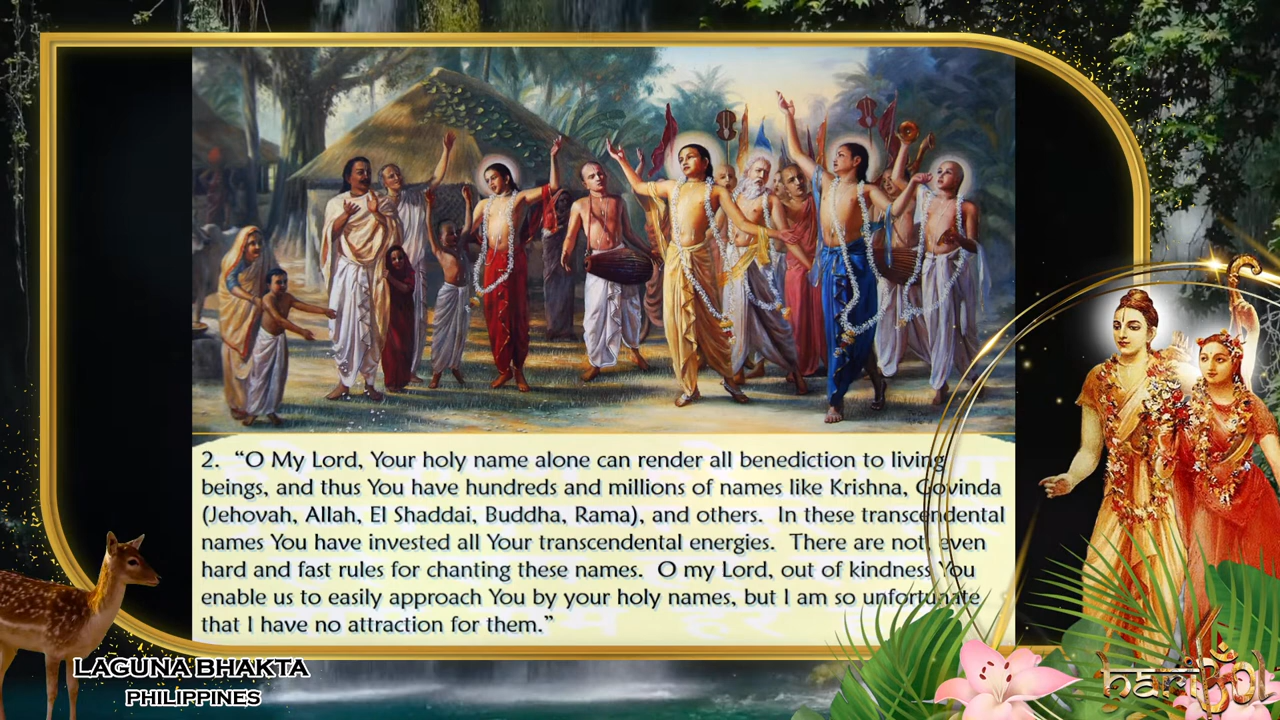 2. “O My Lord, Your holy name alone can render all benediction to living
beings, and thus You have hundreds and millions of names like Krishna, Govinda
(Jehovah, Allah, El Shaddai, Buddha, Rama), and others. In these transcendental
names You have invested all Your transcendental energies. There are not even
hard and fast rules for chanting these names. O my Lord, out of kindness You
enable us to easily approach You by your holy names, but I am so unfortunate
that I have no attraction for them.”
LAGUNA BHAKTA
PHILIPPINES
hariBol